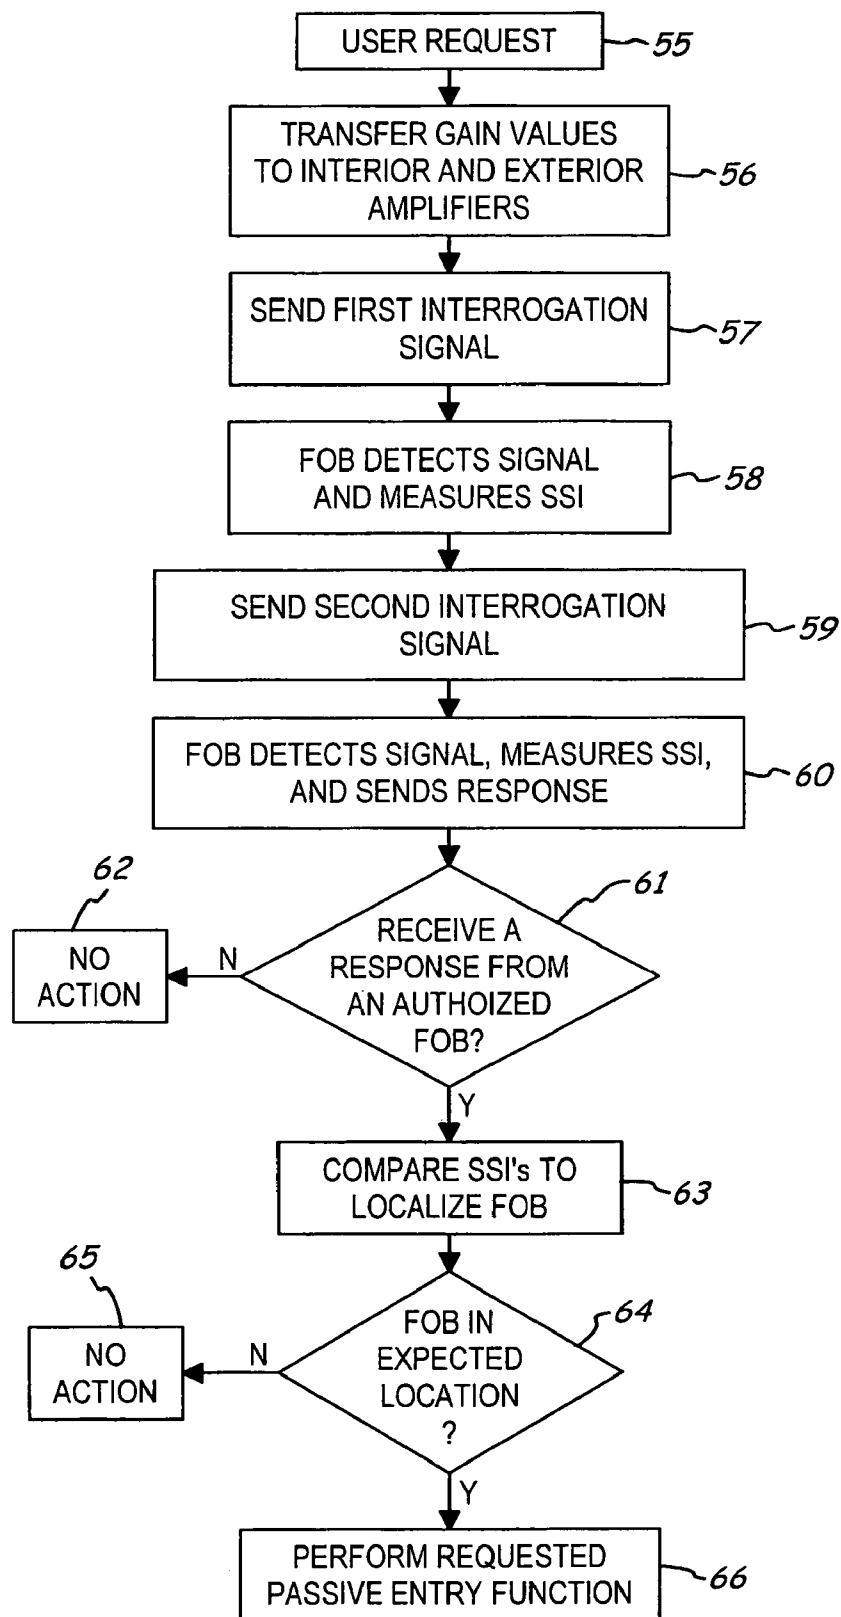 USER REQUEST
55
TRANSFER GAIN VALUES
TO INTERIOR AND EXTERIOR
AMPLIFIERS
56
SEND FIRST INTERROGATION
SIGNAL
57
FOB DETECTS SIGNAL
AND MEASURES SSI
58
SEND SECOND INTERROGATION
SIGNAL
59
FOB DETECTS SIGNAL, MEASURES SSI,
AND SENDS RESPONSE
60
61
RECEIVE A
RESPONSE FROM
AN AUTHOIZED
FOB?
N
62
NO
ACTION
Y
COMPARE SSI's TO
LOCALIZE FOB
63
64
FOB IN
EXPECTED
LOCATION
?
N
65
NO
ACTION
Y
PERFORM REQUESTED
PASSIVE ENTRY FUNCTION
66